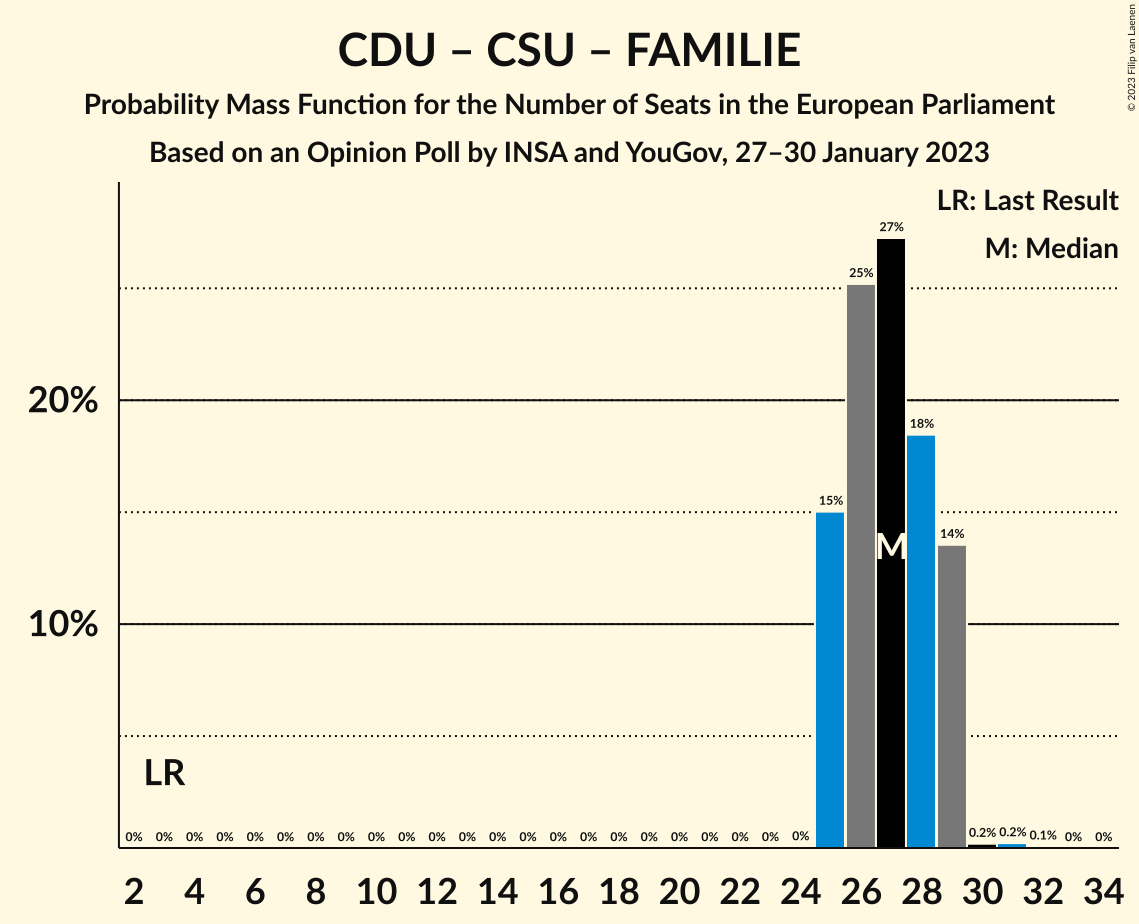 CDU – CSU – FAMILIE
Probability Mass Function for the Number of Seats in the European Parliament
Based on an Opinion Poll by INSA and YouGov, 27–30 January 2023
© 2023 Filip van Laenen
LR: Last Result
M: Median
27%
25%
20%
18%
15%
14%
M
10%
LR
0% 0% 0% 0% 0% 0% 0% 0% 0% 0% 0% 0% 0% 0% 0% 0% 0% 0% 0% 0% 0% 0% 0% 0.2% 0.2% 0.1% 0% 0%
2 4 6 8 10 12 14 16 18 20 22 24 26 28 30 32 34